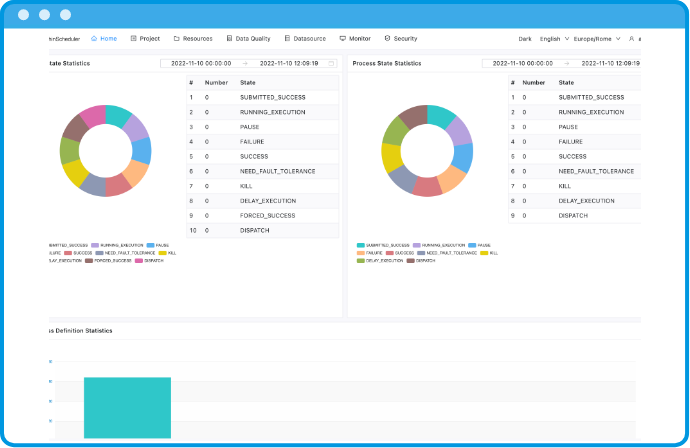 hinScheduler Home Project Resources Data Quality Datasource Monitor Security Dark English Europe/Rome
tate Statistics 2022-11-10 00:00:00 → 2022-11-10 12:09:19
# Number State
1 0 SUBMITTED_SUCCESS
2 0 RUNNING_EXECUTION
3 0 PAUSE
4 0 FAILURE
5 0 SUCCESS
6 0 NEED_FAULT_TOLERANCE
7 0 KILL
8 0 DELAY_EXECUTION
9 0 FORCED_SUCCESS
10 0 DISPATCH
BMITTED_SUCCESS RUNNING_EXECUTION PAUSE
ILURE SUCCESS NEED_FAULT_TOLERANCE KILL
LAY_EXECUTION FORCED_SUCCESS DISPATCH
Process State Statistics 2022-11-10 00:00:00 → 2022-11-10 12:09:19
# Number State
1 0 SUBMITTED_SUCCESS
2 0 RUNNING_EXECUTION
3 0 PAUSE
4 0 FAILURE
5 0 SUCCESS
6 0 NEED_FAULT_TOLERANCE
7 0 KILL
8 0 DELAY_EXECUTION
9 0 DISPATCH
SUBMITTED_SUCCESS RUNNING_EXECUTION PAUSE
FAILURE SUCCESS NEED_FAULT_TOLERANCE KILL
DELAY_EXECUTION DISPATCH
ss Definition Statistics